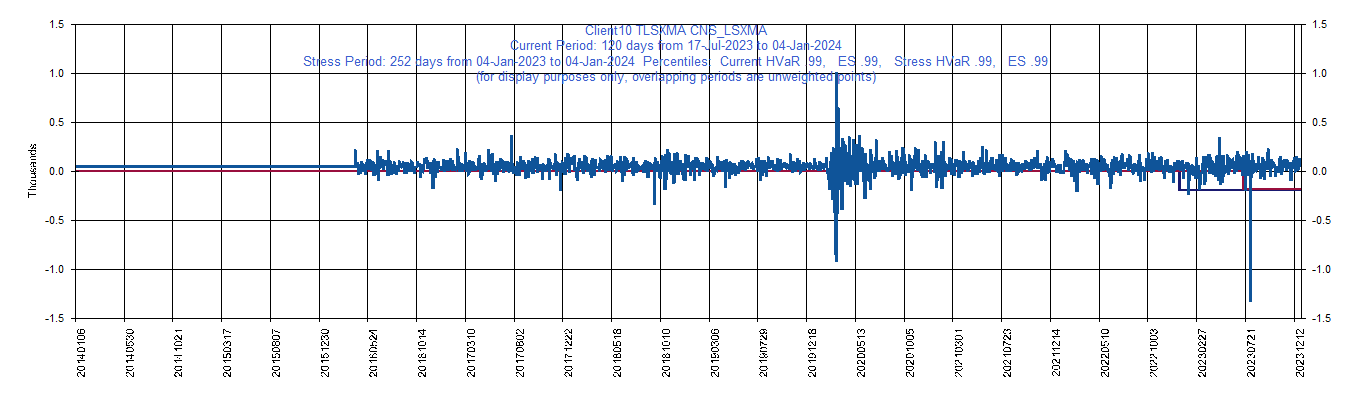 Client10 TLSXMA CNS_LSXMA
Current Period: 120 days from 17-Jul-2023 to 04-Jan-2024
Stress Period: 252 days from 04-Jan-2023 to 04-Jan-2024 Percentiles: Current HVaR .99, ES .99, Stress HVaR .99, ES .99
(for display purposes only, overlapping periods are unweighted points)
1.5 1.5
1.0 1.0
0.5 0.5
0.0 0.0
-0.5 -0.5
-1.0 -1.0
-1.5 -1.5
Thousands
20140106 20140530 20141021 20150317 20150807 20151230 20160524 20161014 20170310 20170802 20171222 20180518 20181010 20190306 20190729 20191218 20200513 20201005 20210301 20210723 20211214 20220510 20221003 20230227 20230721 20231212